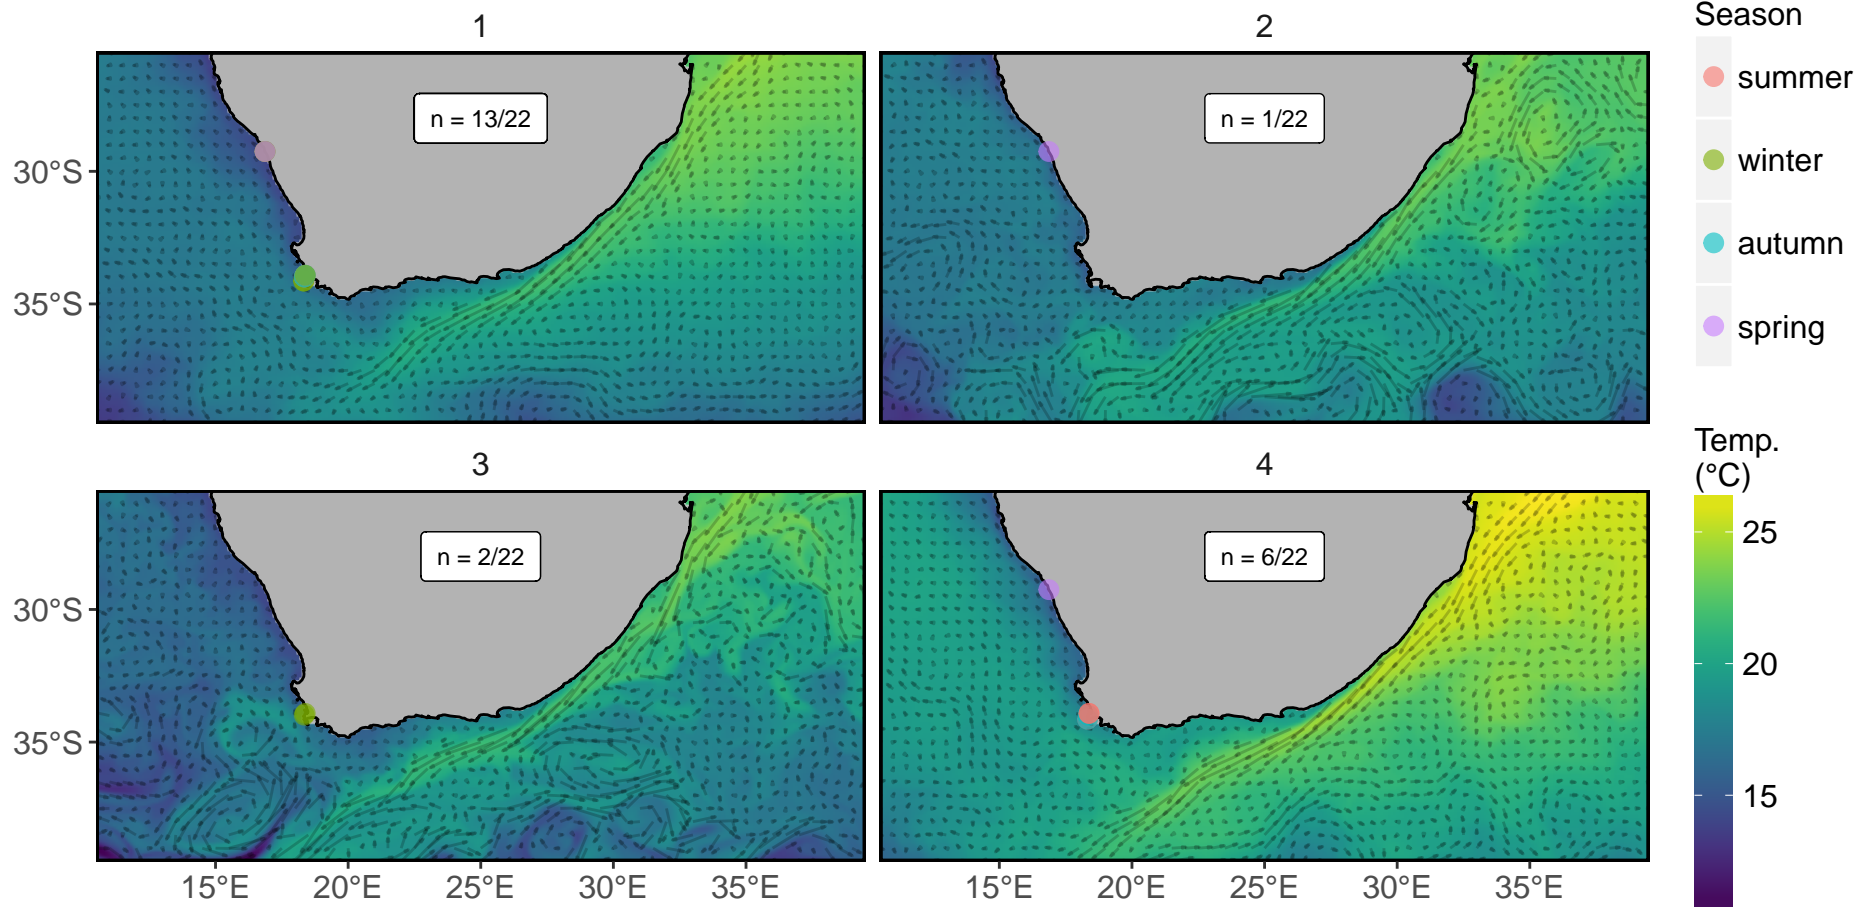 1
2
Season
summer
winter
autumn
spring
n = 13/22
n = 1/22
30°S
35°S
3
4
Temp.
(°C)
25
20
15
n = 2/22
n = 6/22
30°S
35°S
15°E
20°E
25°E
30°E
35°E
15°E
20°E
25°E
30°E
35°E